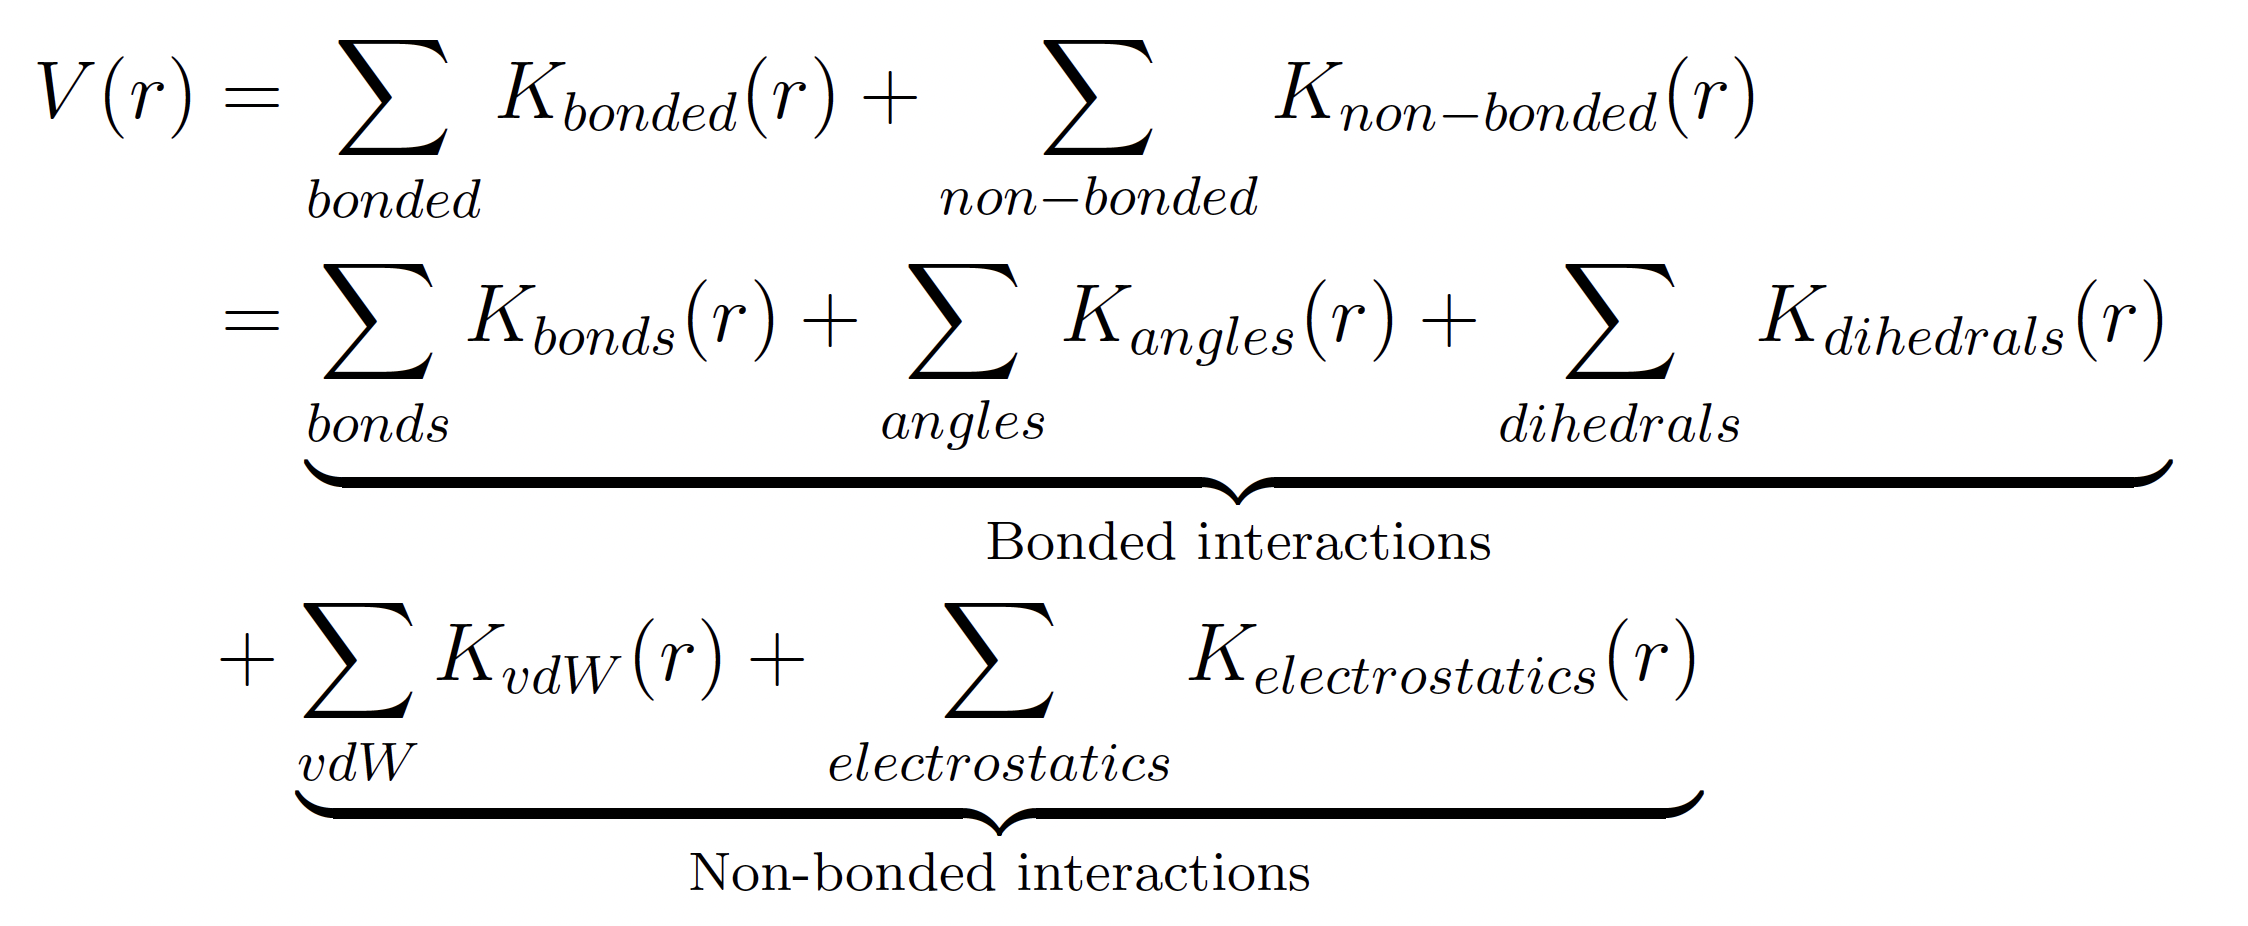 V(r) = ∑_{bonded} K_{bonded}(r) + ∑_{non−bonded} K_{non−bonded}(r)
= ∑_{bonds} K_{bonds}(r) + ∑_{angles} K_{angles}(r) + ∑_{dihedrals} K_{dihedrals}(r)
Bonded interactions
+ ∑_{vdW} K_{vdW}(r) + ∑_{electrostatics} K_{electrostatics}(r)
Non-bonded interactions